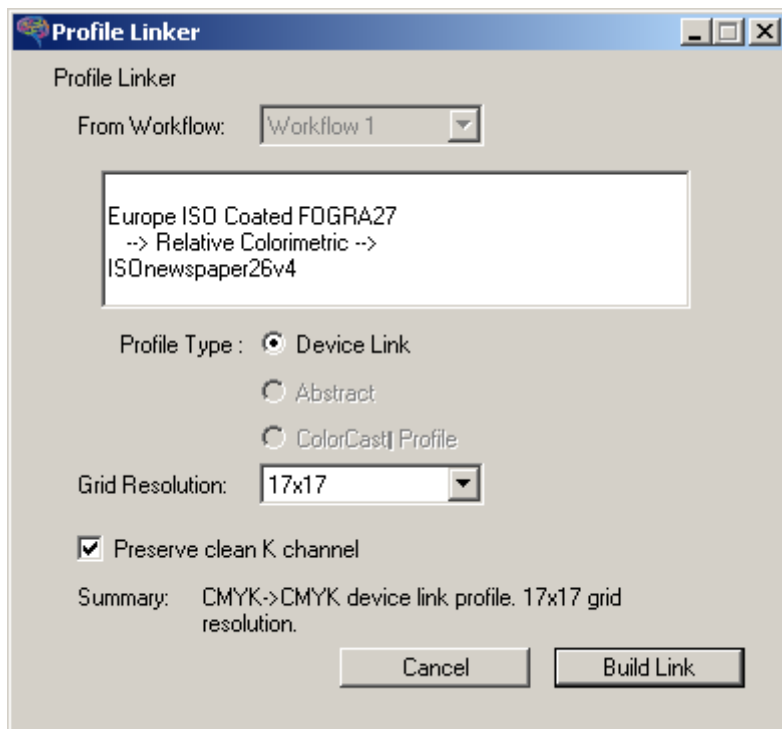 Profile Linker
Profile Linker
From Workflow: Workflow 1
Europe ISO Coated FOGRA27
--> Relative Colorimetric -->
ISOnewspaper26v4
Profile Type : Device Link
Abstract
ColorCast| Profile
Grid Resolution: 17x17
Preserve clean K channel
Summary: CMYK->CMYK device link profile. 17x17 grid
resolution.
Cancel Build Link